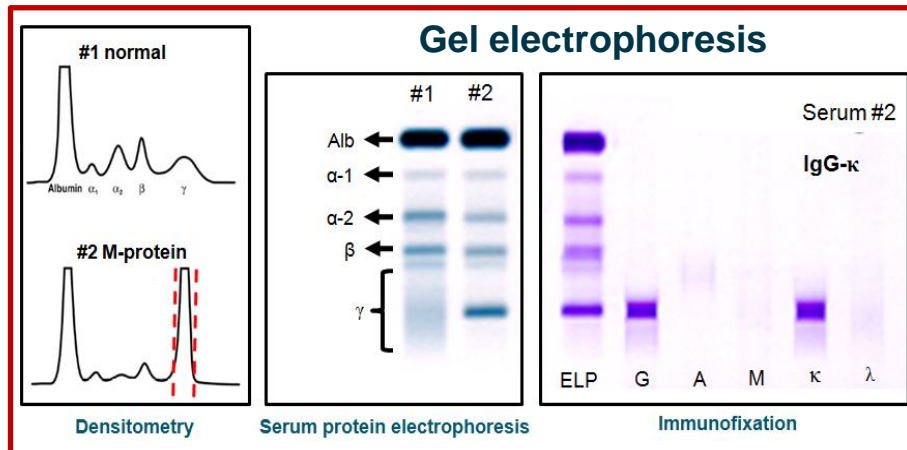 Gel electrophoresis
#1 normal
Albumin α1 α2 β γ
#2 M-protein
Densitometry
#1 #2
Alb
α-1
α-2
β
γ
Serum protein electrophoresis
Serum #2
IgG-κ
ELP G A M κ λ
Immunofixation